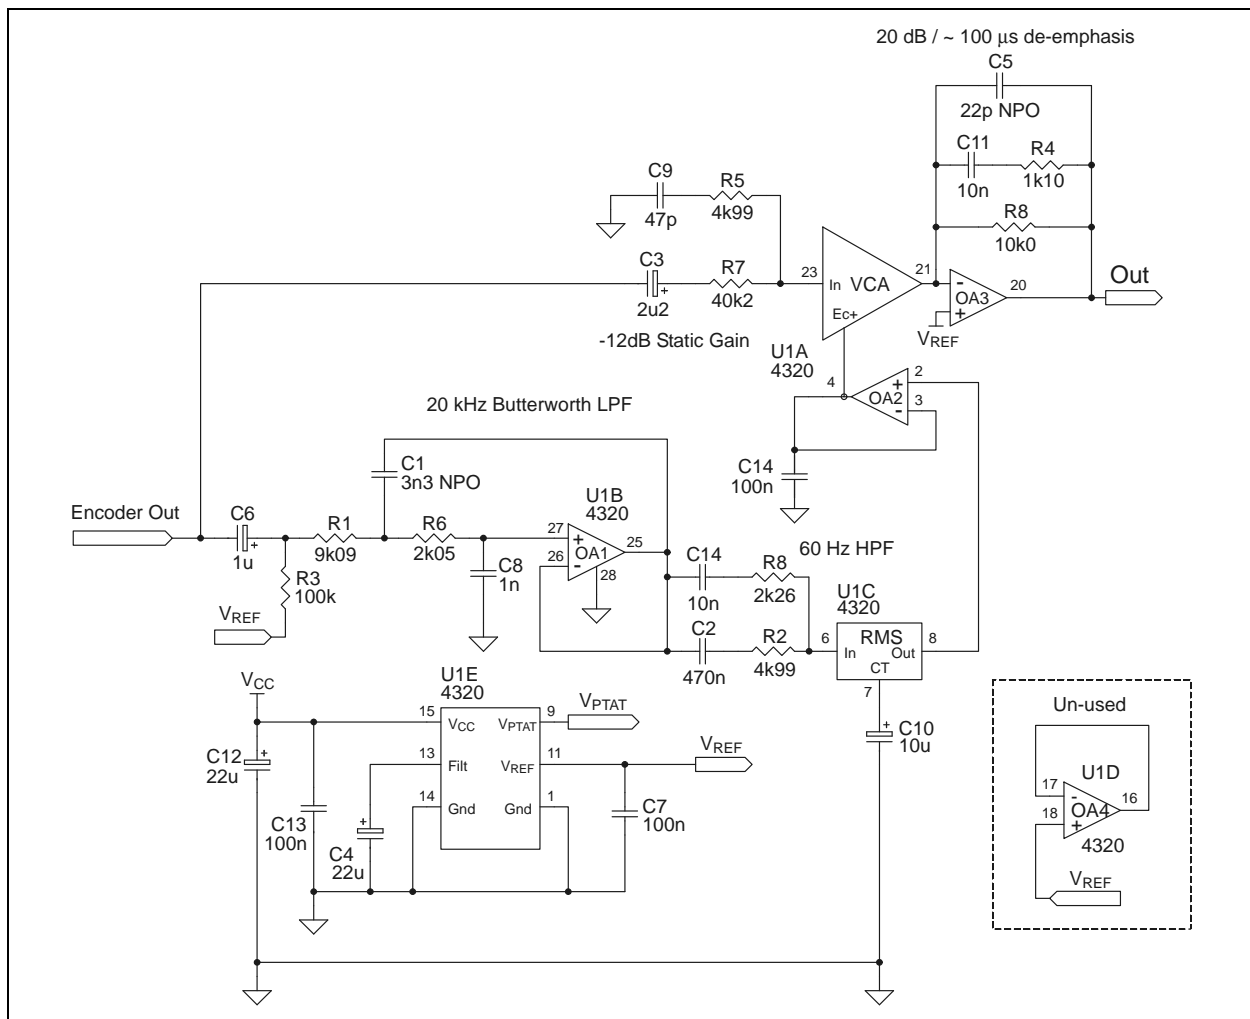 20 dB / ~ 100 μs de-emphasis
C5
22p NPO
C11
10n
R4
1k10
R8
10k0
C9
47p
R5
4k99
C3
+
2u2
R7
40k2
-12dB Static Gain
23
In
VCA
Ec+
21
U1A
4320
-
OA3
+
20
VREF
Out
4
OA2
+
-
2
3
C14
100n
20 kHz Butterworth LPF
C1
3n3 NPO
Encoder Out
C6
+
1u
R1
9k09
R6
2k05
R3
100k
VREF
C8
1n
U1B
4320
27
26
+
OA1
-
25
28
60 Hz HPF
C14
10n
R8
2k26
C2
470n
R2
4k99
U1C
4320
6
In
RMS
Out
CT
8
7
+
C10
10u
VCC
C12
+
22u
C13
100n
+
C4
22u
U1E
4320
15
VCC
VPTAT
9
VPTAT
13
Filt
VREF
11
VREF
14
Gnd
Gnd
1
C7
100n
Un-used
U1D
17
-
OA4
16
18
+
4320
VREF